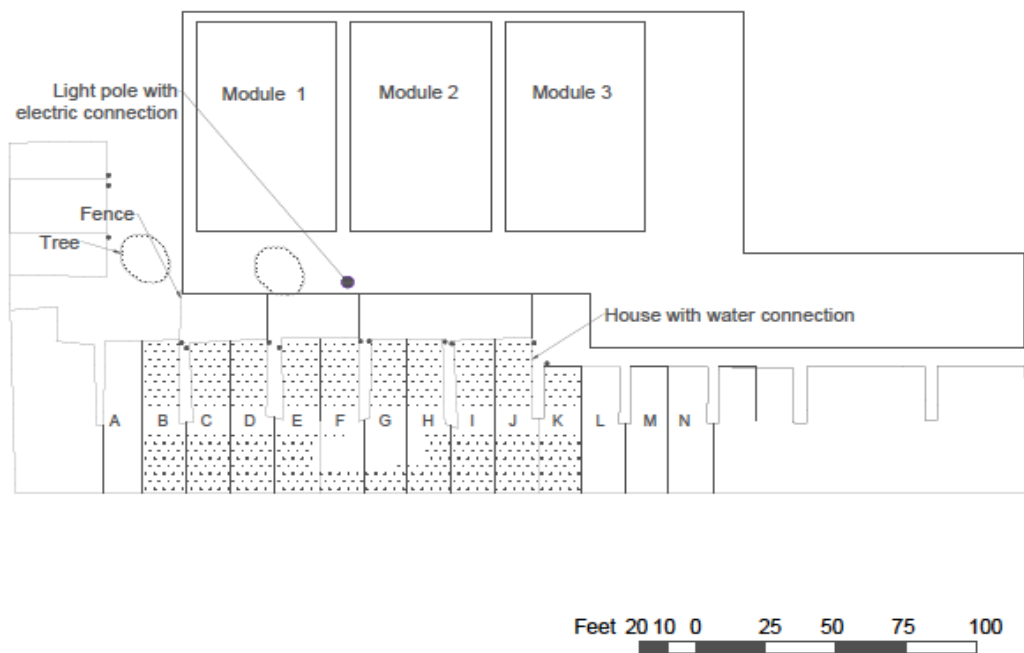 Module 1
Module 2
Module 3
Light pole with
electric connection
Fence
Tree
House with water connection
A B C D E F G H I J K L M N
Feet 20 10 0 25 50 75 100